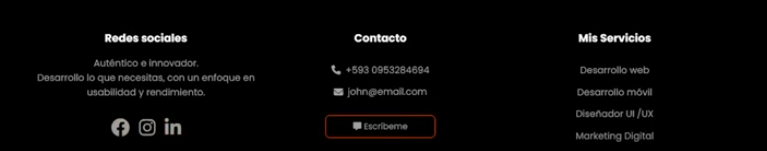 Redes sociales
Auténtico e innovador.
Desarrollo lo que necesitas, con un enfoque en
usabilidad y rendimiento.
Contacto
+593 0953284694
john@email.com
Escribeme
Mis Servicios
Desarrollo web
Desarrollo móvil
Diseñador UI /UX
Marketing Digital